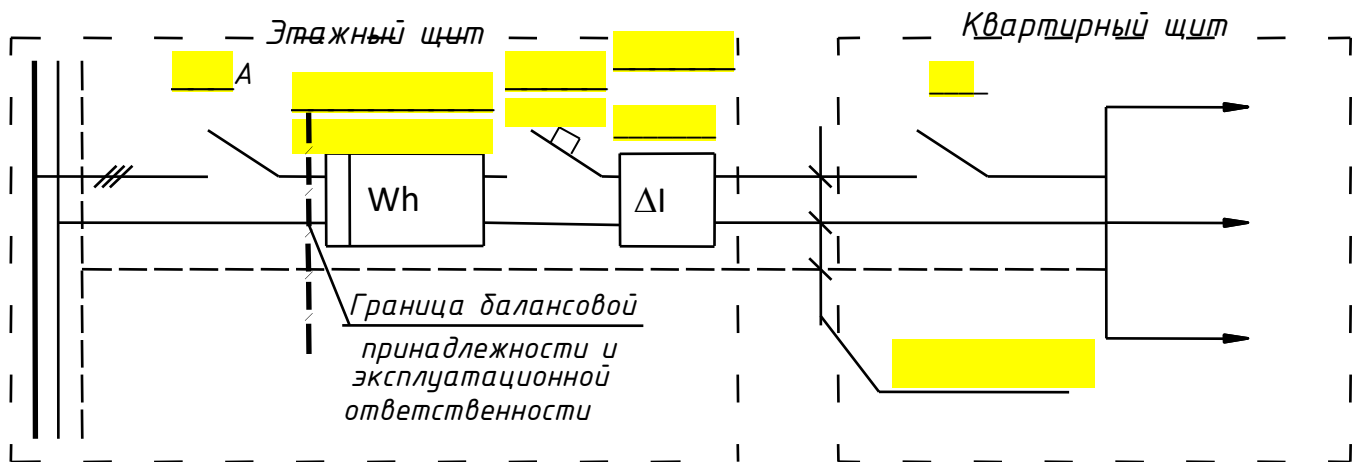 Этажный щит
Квартирный щит
А
Wh
ΔI
Граница балансовой
принадлежности и
эксплуатационной
ответственности